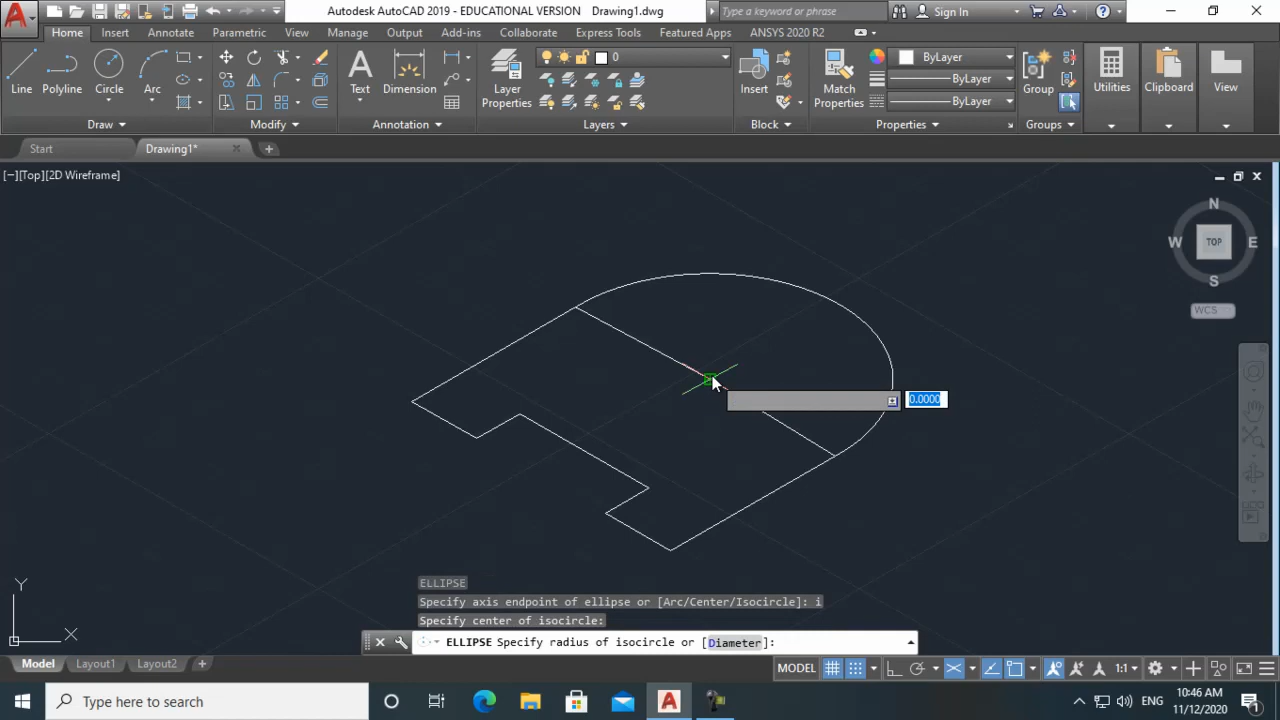 Autodesk AutoCAD 2019 - EDUCATIONAL VERSION Drawing1.dwg
Type a keyword or phrase
Sign In
Home Insert Annotate Parametric View Manage Output Add-ins Collaborate Express Tools Featured Apps ANSYS 2020 R2
Line Polyline Circle Arc
Text Dimension
Layer Properties
0
Insert
Match Properties
ByLayer
ByLayer
ByLayer
Group
Utilities
Clipboard
View
Draw Modify Annotation Layers Block Properties Groups
Start Drawing1*
[−][Top][2D Wireframe]
N
W TOP E
S
WCS
0.0000
Y
X
ELLIPSE
Specify axis endpoint of ellipse or [Arc/Center/Isocircle]: i
Specify center of isocircle:
ELLIPSE Specify radius of isocircle or [Diameter]:
Model Layout1 Layout2
MODEL
1:1
Type here to search
ENG
10:46 AM
11/12/2020
1